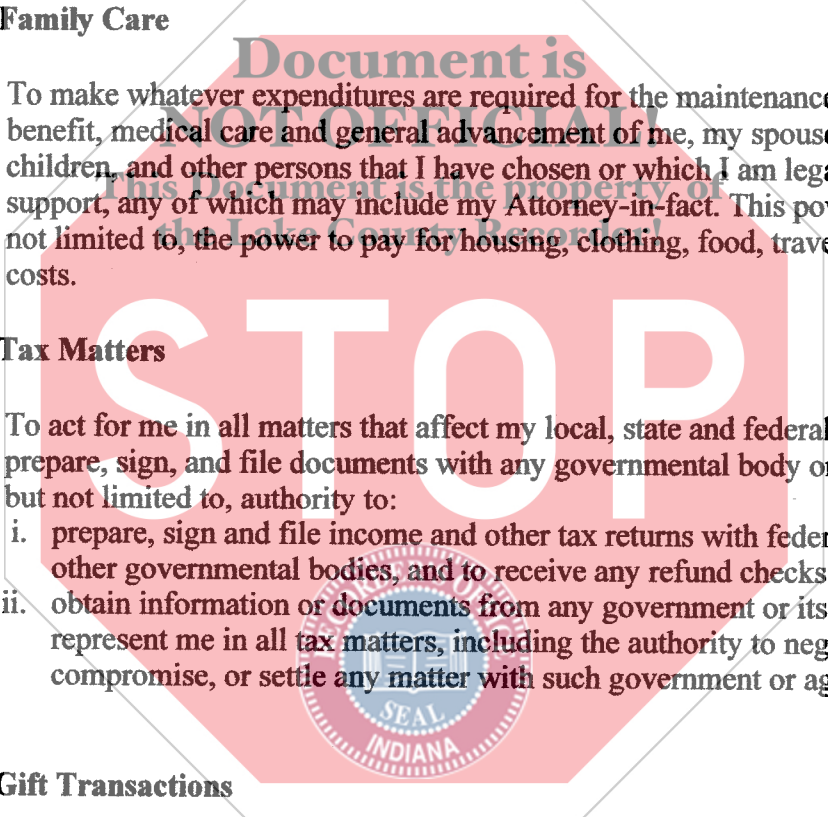 Family Care
Document is
To make whatever expenditures are required for the maintenance
NOT OFFICIAL!
benefit, medical care and general advancement of me, my spouse
children, and other persons that I have chosen or which I am lega
This Document is the property of
support, any of which may include my Attorney-in-fact. This pow
the Lake County Recorder!
not limited to, the power to pay for housing, clothing, food, trave
costs.
STOP
Tax Matters
To act for me in all matters that affect my local, state and federal
prepare, sign, and file documents with any governmental body or
but not limited to, authority to:
i. prepare, sign and file income and other tax returns with feder
other governmental bodies, and to receive any refund checks
ii. obtain information or documents from any government or its
represent me in all tax matters, including the authority to neg
compromise, or settle any matter with such government or ag
SEAL
INDIANA
Gift Transactions